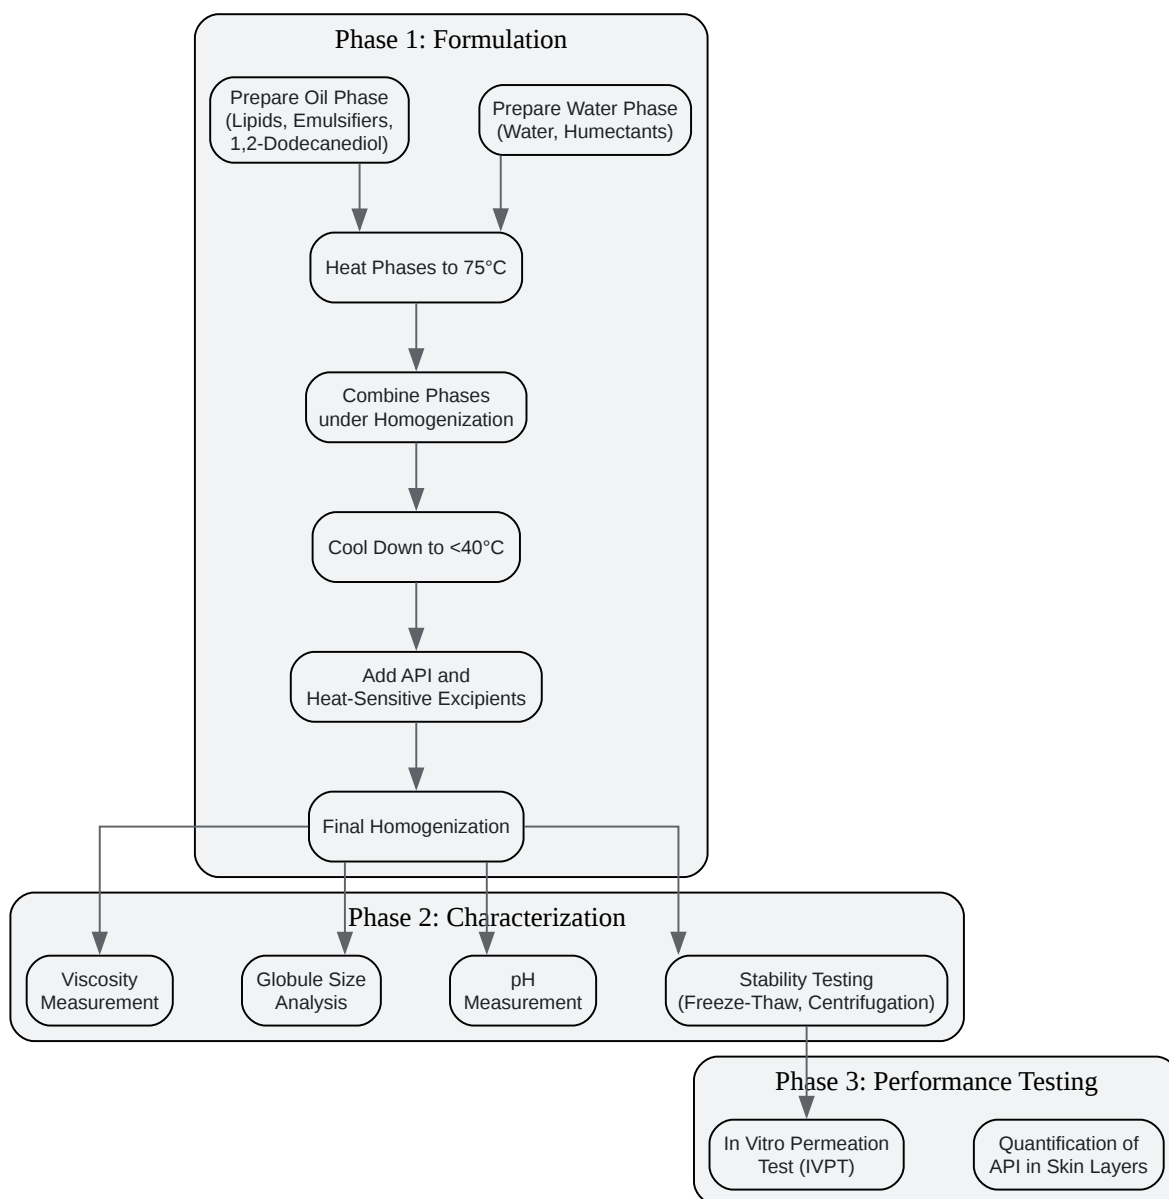 Phase 1: Formulation
Prepare Oil Phase
(Lipids, Emulsifiers,
1,2-Dodecanediol)
Prepare Water Phase
(Water, Humectants)
Heat Phases to 75°C
Combine Phases
under Homogenization
Cool Down to <40°C
Add API and
Heat-Sensitive Excipients
Final Homogenization
Phase 2: Characterization
Viscosity
Measurement
Globule Size
Analysis
pH
Measurement
Stability Testing
(Freeze-Thaw, Centrifugation)
Phase 3: Performance Testing
In Vitro Permeation
Test (IVPT)
Quantification of
API in Skin Layers